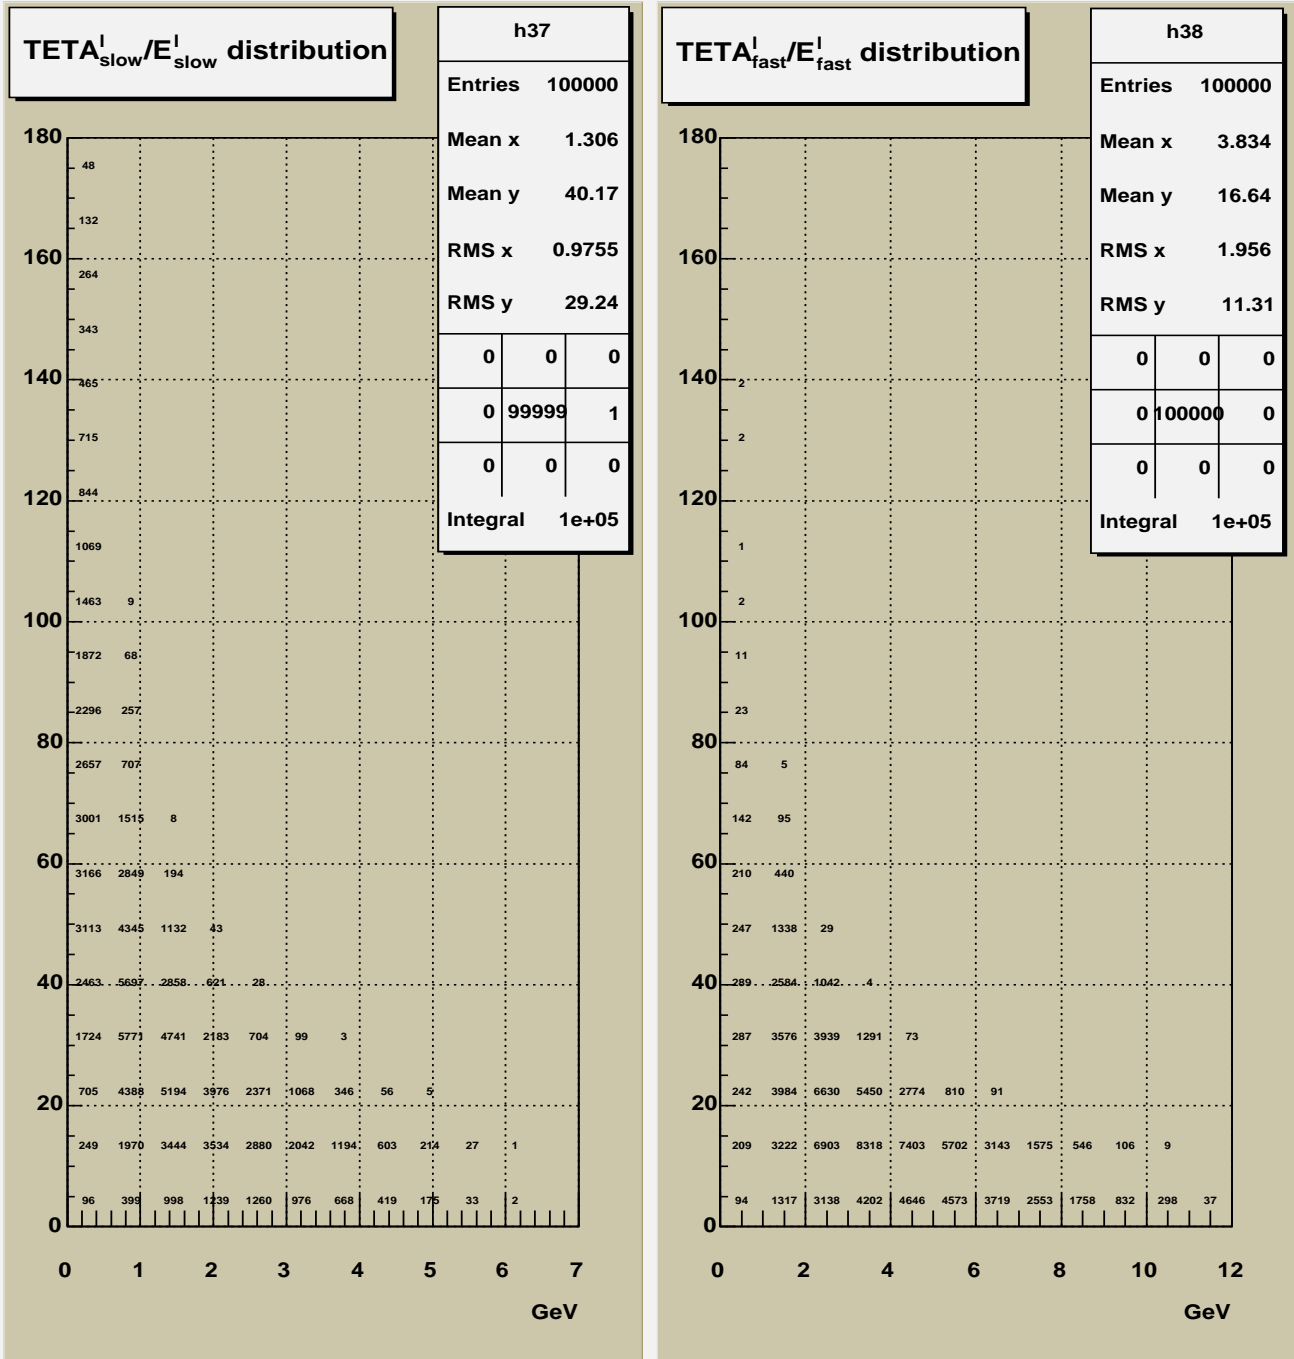 TETA^l_slow/E^l_slow distribution
h37
Entries 100000
Mean x 1.306
Mean y 40.17
RMS x 0.9755
RMS y 29.24
0 0 0
0 99999 1
0 0 0
Integral 1e+05
180
48
132
160
264
343
140
465
715
120
844
1069
1463 9
100
1872 68
2296 257
80
2657 707
3001 1515 8
60
3166 2849 194
3113 4345 1132 43
40
2463 5697 2858 621 28
1724 5771 4741 2183 704 99 3
705 4388 5194 3976 2371 1068 346 56 5
20
249 1970 3444 3534 2880 2042 1194 603 214 27 1
96 399 998 1239 1260 976 668 419 175 33 2
0
0 1 2 3 4 5 6 7
GeV
TETA^l_fast/E^l_fast distribution
h38
Entries 100000
Mean x 3.834
Mean y 16.64
RMS x 1.956
RMS y 11.31
0 0 0
0 100000 0
0 0 0
Integral 1e+05
180
160
140
2
2
120
1
2
100
11
23
80
84 5
142 95
60
210 440
247 1338 29
40
289 2584 1042 4
287 3576 3939 1291 73
242 3984 6630 5450 2774 810 91
20
209 3222 6903 8318 7403 5702 3143 1575 546 106 9
94 1317 3138 4202 4646 4573 3719 2553 1758 832 298 37
0
0 2 4 6 8 10 12
GeV